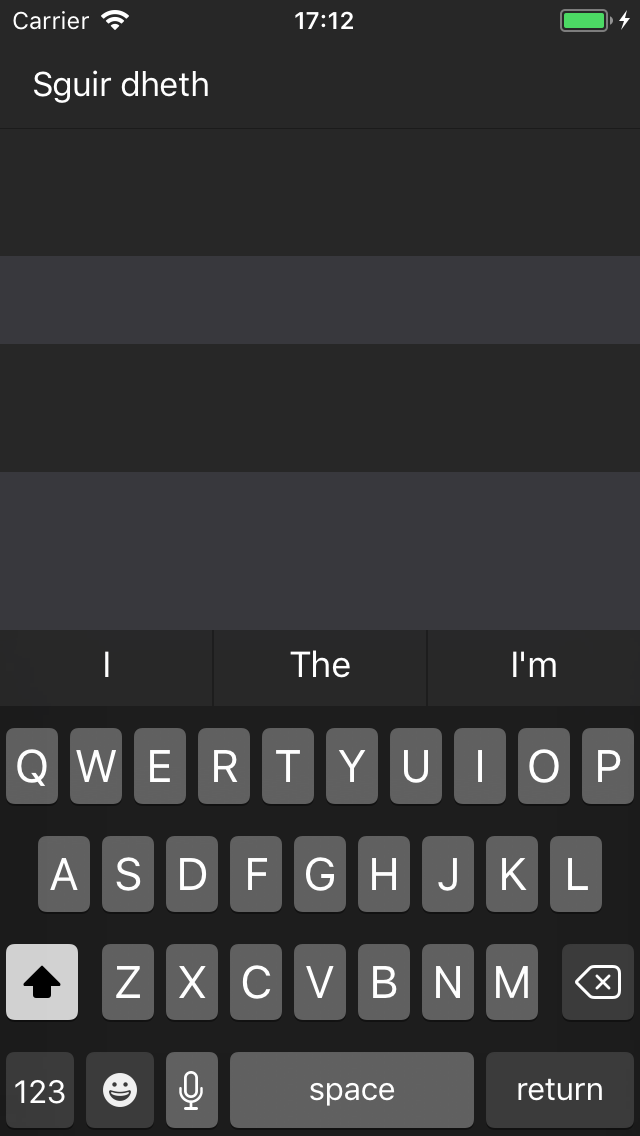 Carrier 17:12
Sguir dheth
I The I'm
Q W E R T Y U I O P
A S D F G H J K L
Z X C V B N M
123 space return